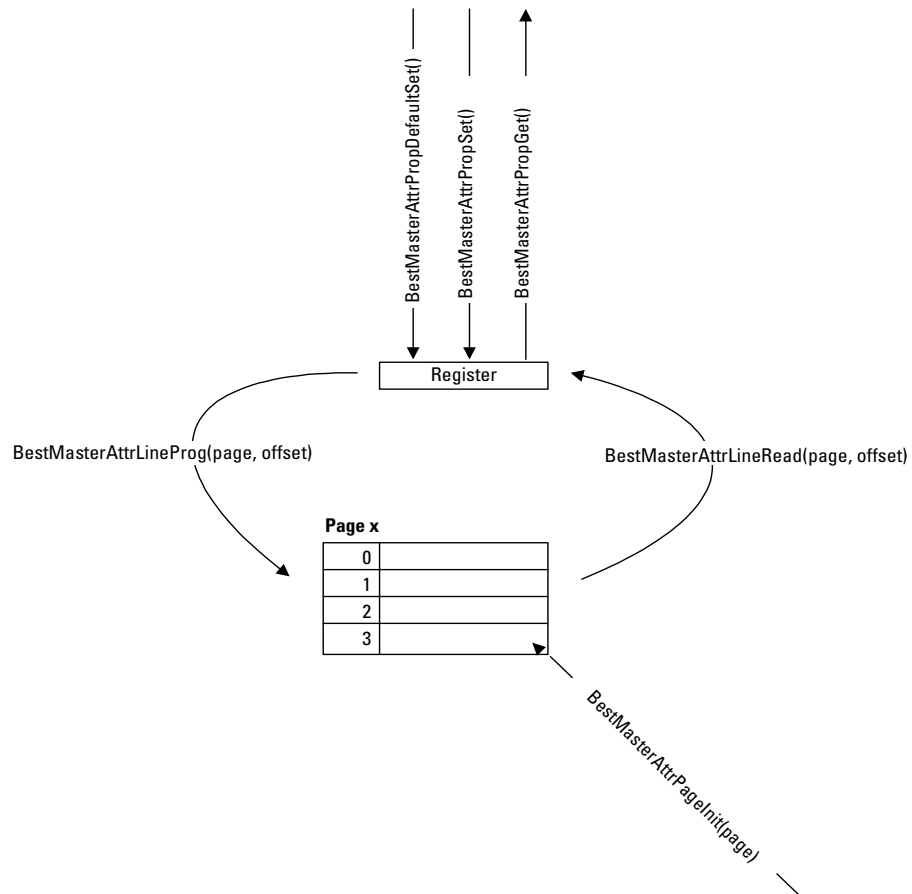 BestMasterAttrPropDefaultSet()
BestMasterAttrPropSet()
BestMasterAttrPropGet()
Register
BestMasterAttrLineProg(page, offset)
BestMasterAttrLineRead(page, offset)
Page x
0
1
2
3
BestMasterAttrPageInit(page)